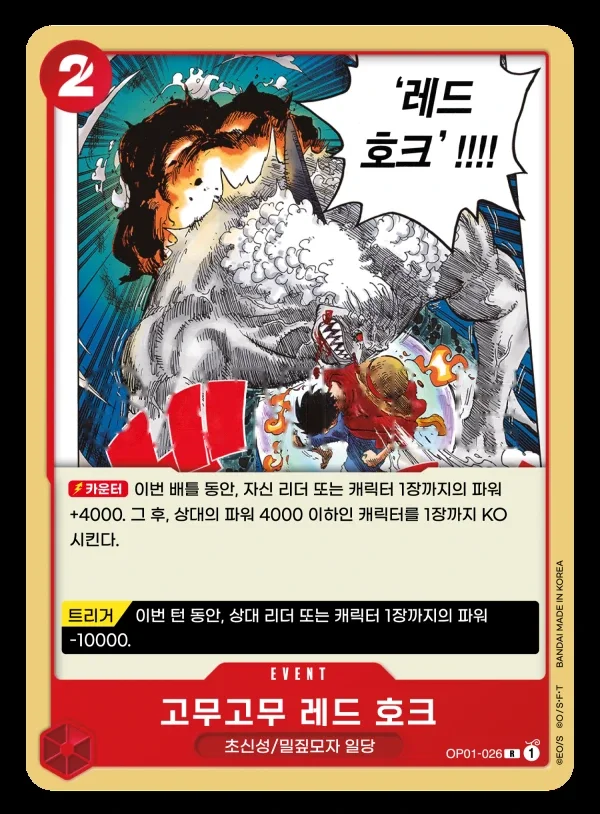 2
'레드
호크' !!!!
카운터 이번 배틀 동안, 자신 리더 또는 캐릭터 1장까지의 파워
+4000. 그 후, 상대의 파워 4000 이하인 캐릭터를 1장까지 KO
시킨다.
트리거 이번 턴 동안, 상대 리더 또는 캐릭터 1장까지의 파워
-10000.
EVENT
고무고무 레드 호크
초신성/밀짚모자 일당
OP01-026 R 1
©EO/S ©O/S·F·T BANDAI MADE IN KOREA